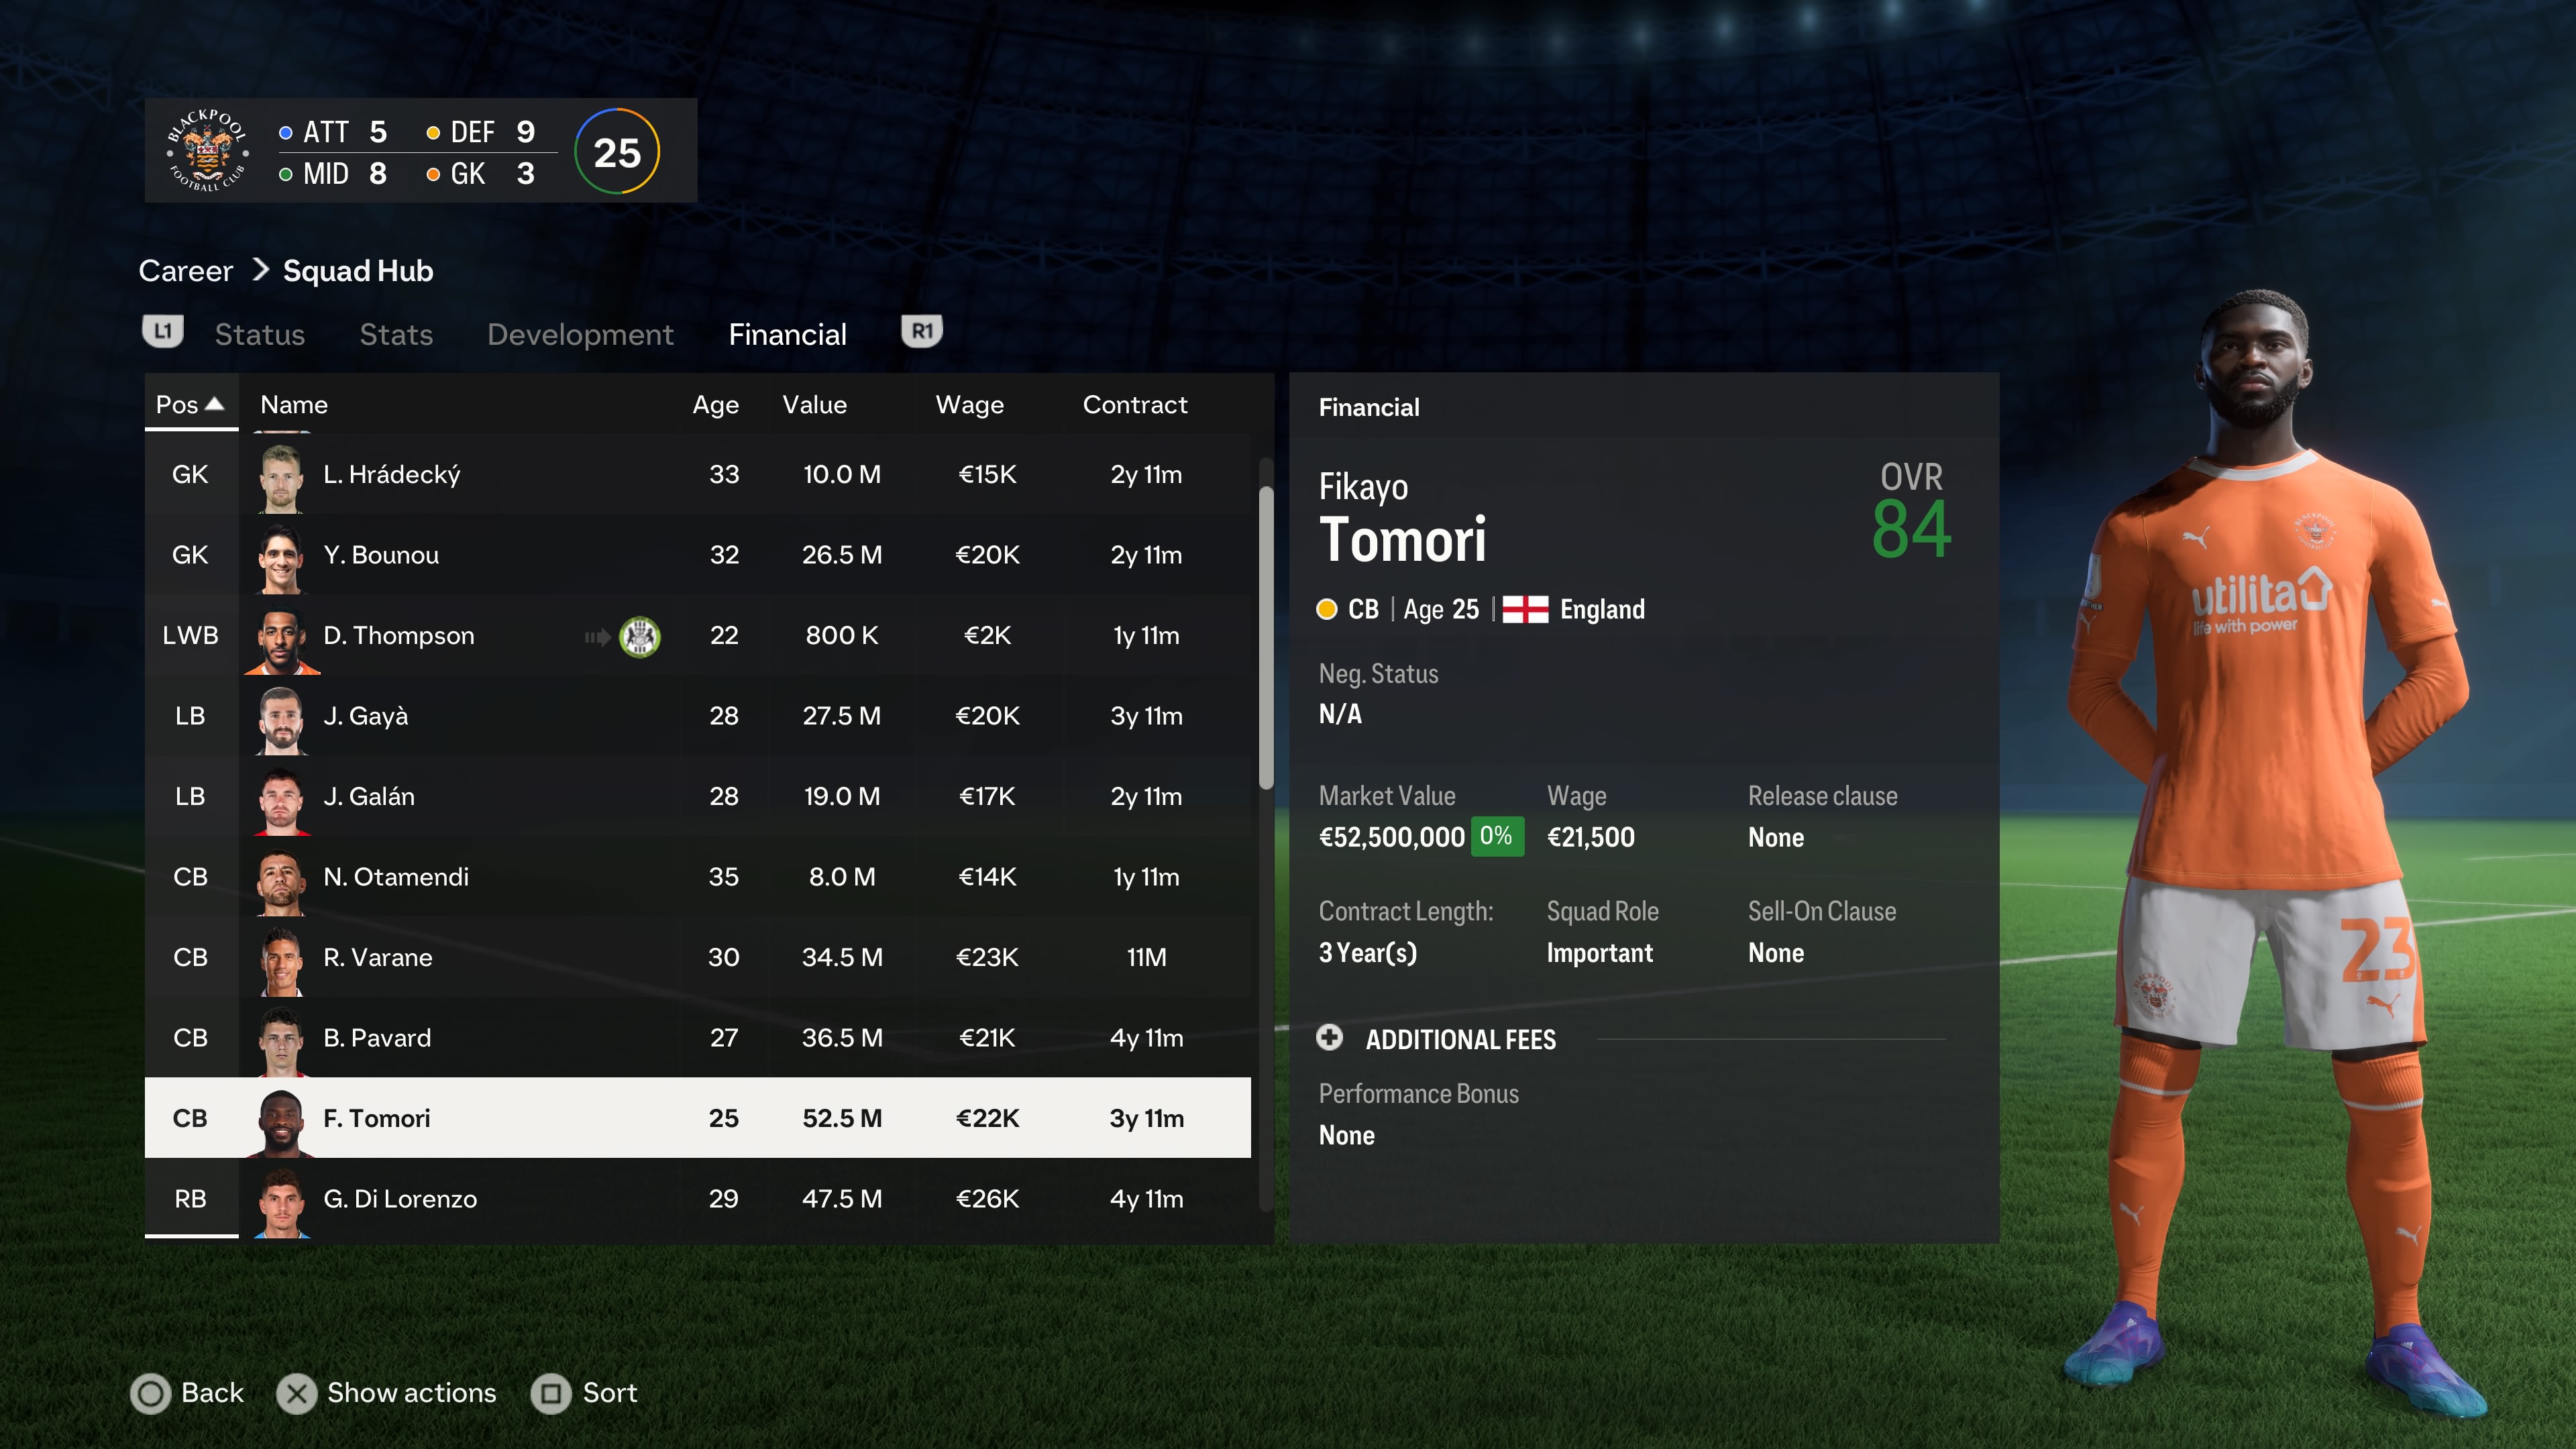 BLACKPOOL
FOOTBALL CLUB
ATT 5 DEF 9
MID 8 GK 3
25
Career > Squad Hub
L1 Status Stats Development Financial R1
Pos Name Age Value Wage Contract
GK L. Hrádecký 33 10.0 M €15K 2y 11m
GK Y. Bounou 32 26.5 M €20K 2y 11m
LWB D. Thompson 22 800 K €2K 1y 11m
LB J. Gayà 28 27.5 M €20K 3y 11m
LB J. Galán 28 19.0 M €17K 2y 11m
CB N. Otamendi 35 8.0 M €14K 1y 11m
CB R. Varane 30 34.5 M €23K 11M
CB B. Pavard 27 36.5 M €21K 4y 11m
CB F. Tomori 25 52.5 M €22K 3y 11m
RB G. Di Lorenzo 29 47.5 M €26K 4y 11m
Financial
Fikayo
Tomori
OVR
84
CB | Age 25 | England
Neg. Status
N/A
Market Value Wage Release clause
€52,500,000 0% €21,500 None
Contract Length: Squad Role Sell-On Clause
3 Year(s) Important None
ADDITIONAL FEES
Performance Bonus
None
utilita
life with power
23
Back Show actions Sort